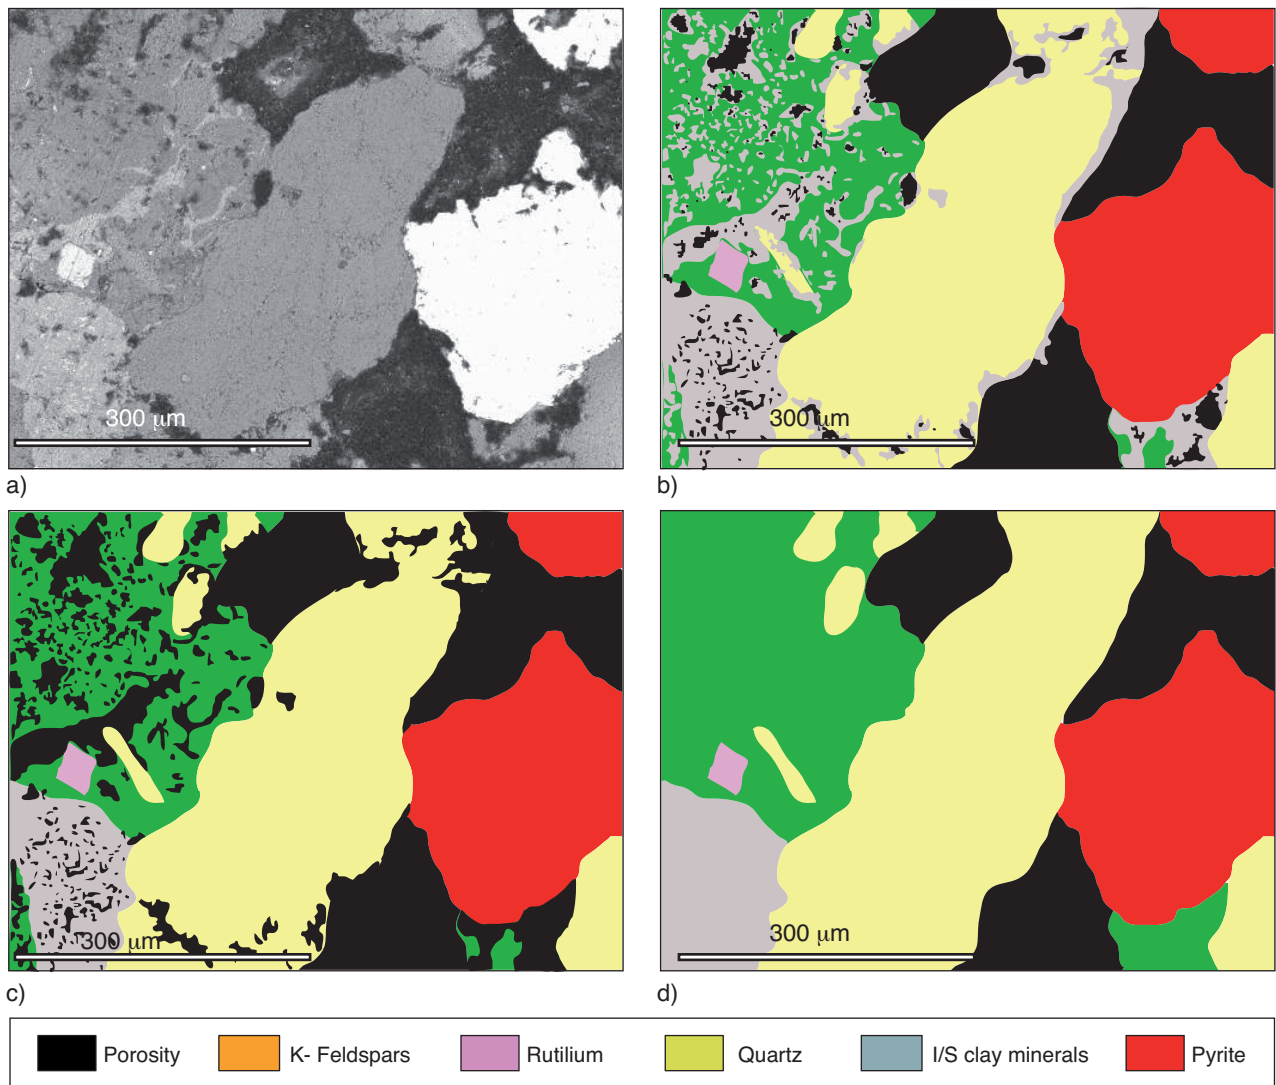 300 μm
300 μm
a)
b)
300 μm
300 μm
c)
d)
Porosity
K- Feldspars
Rutilium
Quartz
I/S clay minerals
Pyrite